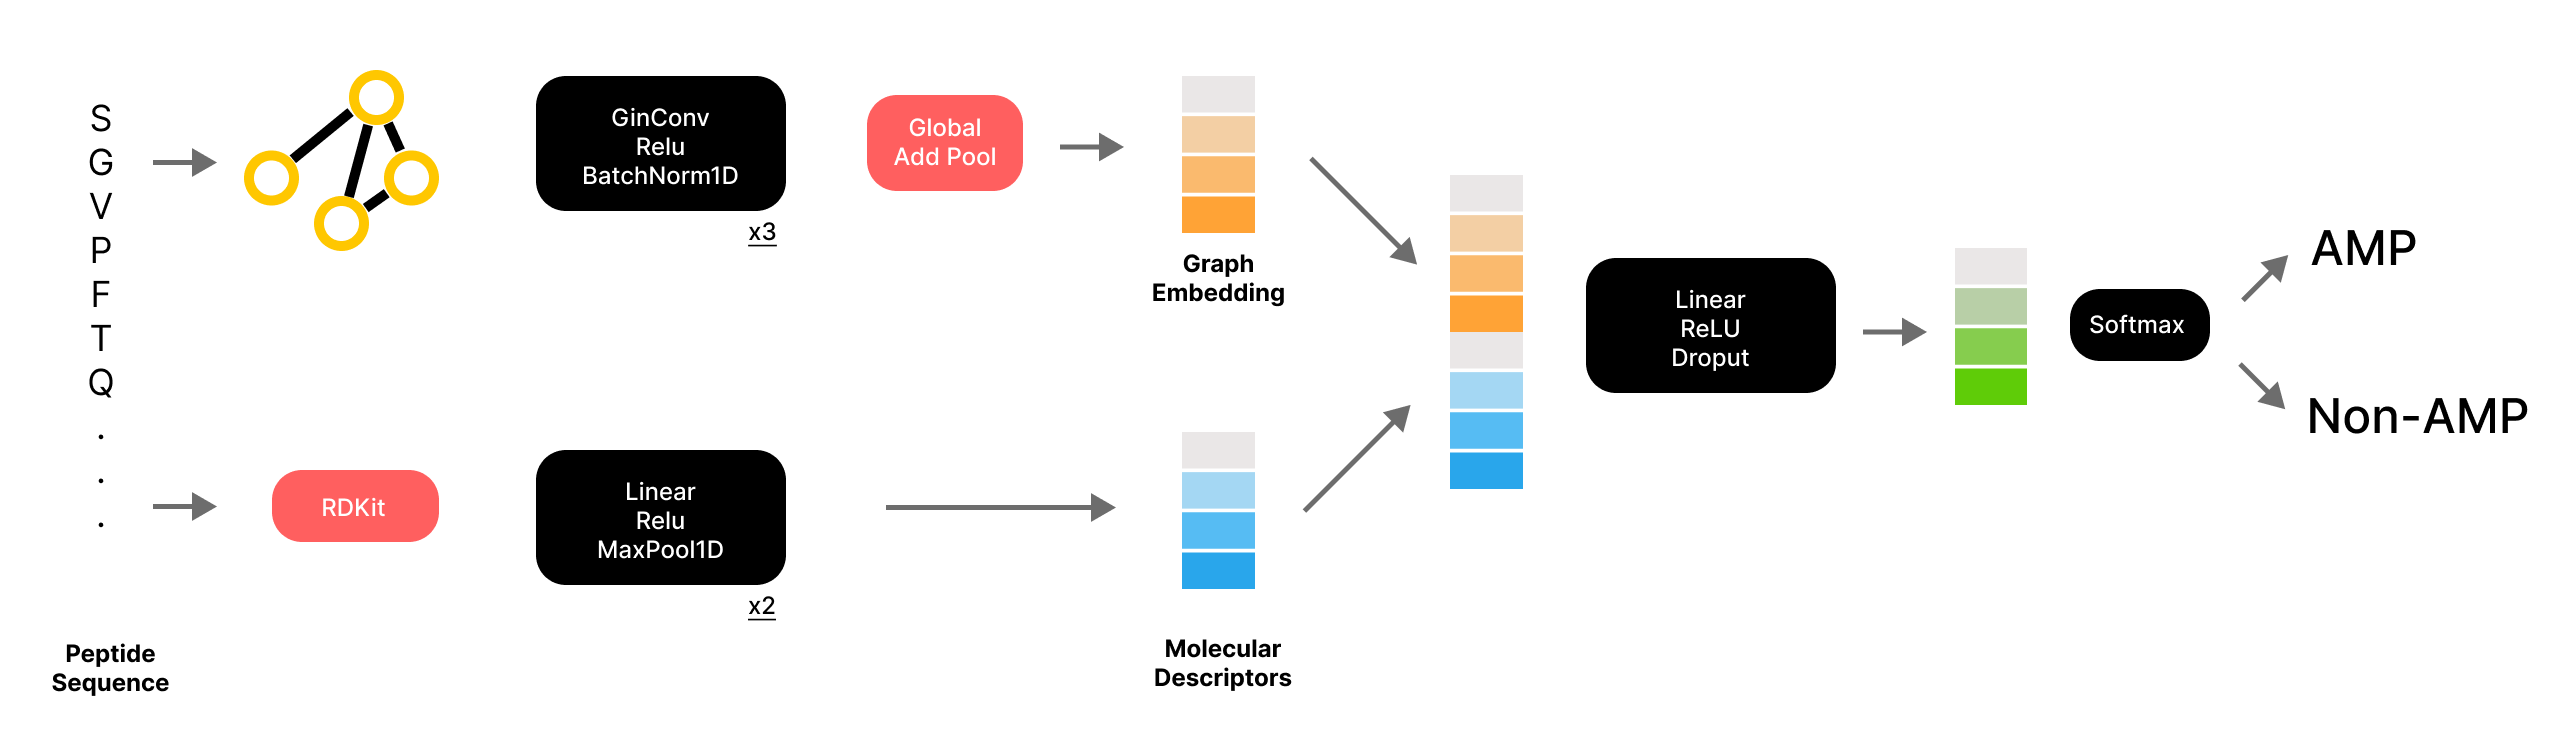 S
G
V
P
F
T
Q
.
.
.
Peptide
Sequence
GinConv
Relu
BatchNorm1D
x3
Global
Add Pool
Graph
Embedding
RDKit
Linear
Relu
MaxPool1D
x2
Molecular
Descriptors
Linear
ReLU
Droput
Softmax
AMP
Non-AMP